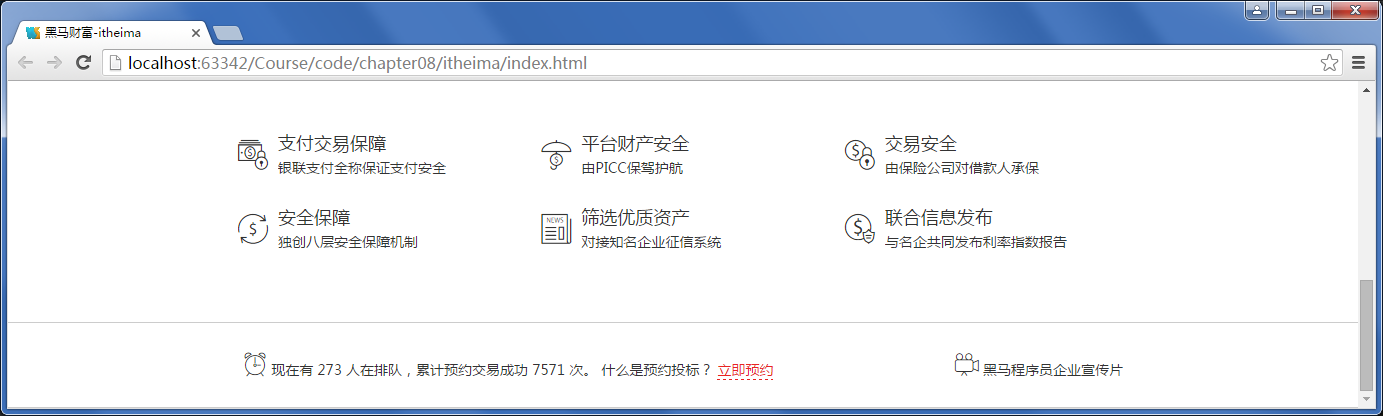 黑马财富-itheima
localhost:63342/Course/code/chapter08/itheima/index.html
支付交易保障
银联支付全称保证支付安全
平台财产安全
由PICC保驾护航
交易安全
由保险公司对借款人承保
安全保障
独创八层安全保障机制
NEWS
筛选优质资产
对接知名企业征信系统
联合信息发布
与名企共同发布利率指数报告
现在有 273 人在排队，累计预约交易成功 7571 次。 什么是预约投标？ 立即预约
黑马程序员企业宣传片